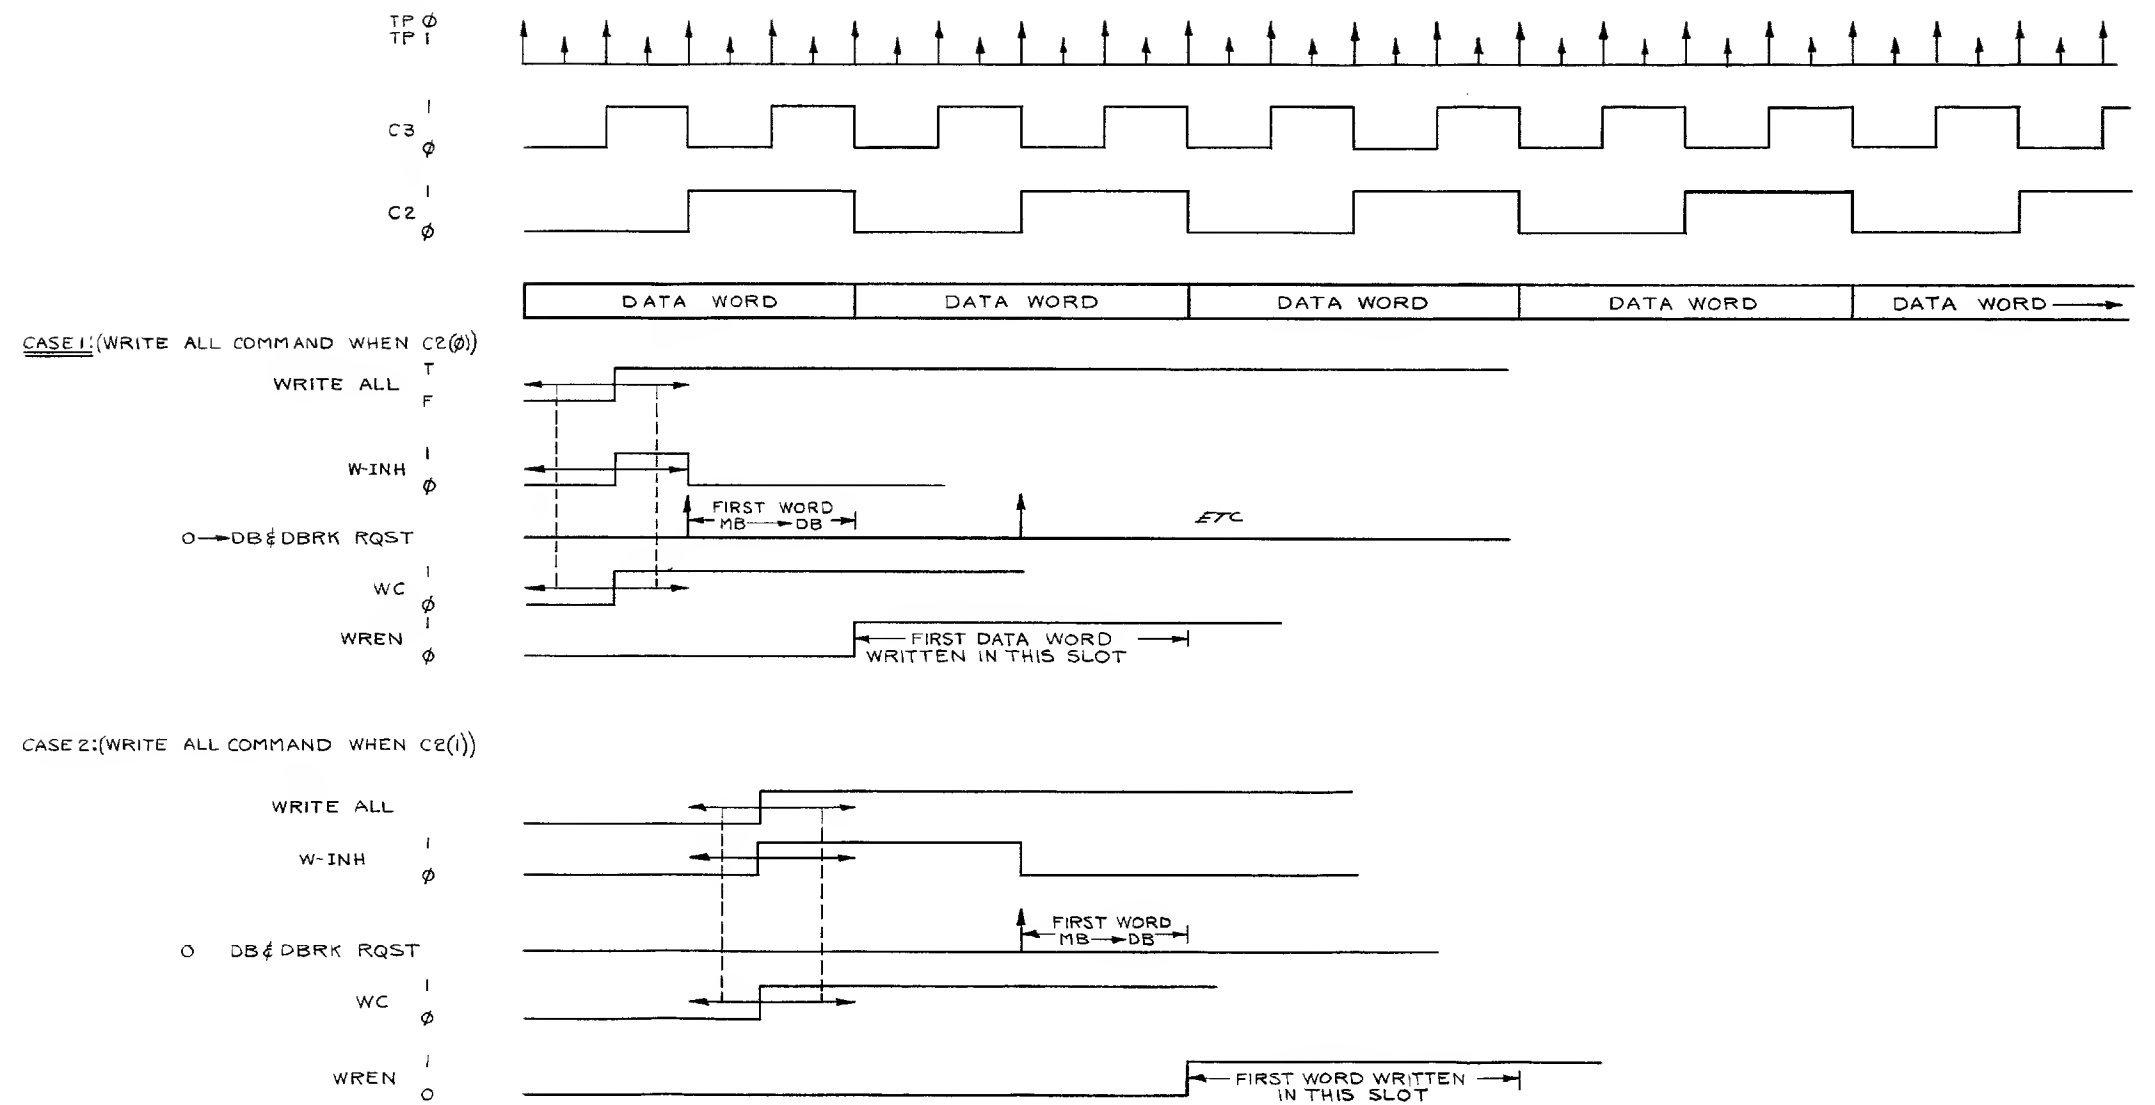 TP Ø
TP 1
1
C3
Ø
1
C2
Ø
DATA WORD DATA WORD DATA WORD DATA WORD DATA WORD
CASE 1:(WRITE ALL COMMAND WHEN C2(Ø))
T
WRITE ALL
F
1
W-INH
Ø
FIRST WORD
MB→DB
ETC
O→DB & DBRK RQST
1
WC
Ø
1
WREN
Ø
FIRST DATA WORD
WRITTEN IN THIS SLOT
CASE 2:(WRITE ALL COMMAND WHEN C2(1))
WRITE ALL
1
W-INH
Ø
FIRST WORD
MB→DB
O DB & DBRK RQST
1
WC
Ø
1
WREN
O
FIRST WORD WRITTEN
IN THIS SLOT